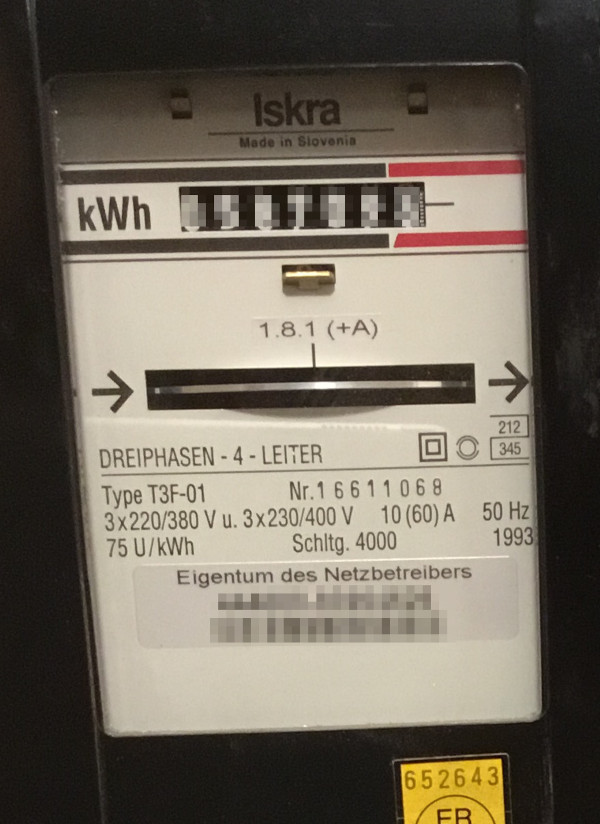 Iskra
Made in Slovenia
kWh
1.8.1 (+A)
212
DREIPHASEN - 4 - LEITER 345
Type T3F-01 Nr.16611068
3x220/380 V u. 3x230/400 V 10(60)A 50 Hz
75 U/kWh Schltg. 4000 1993
Eigentum des Netzbetreibers
652643